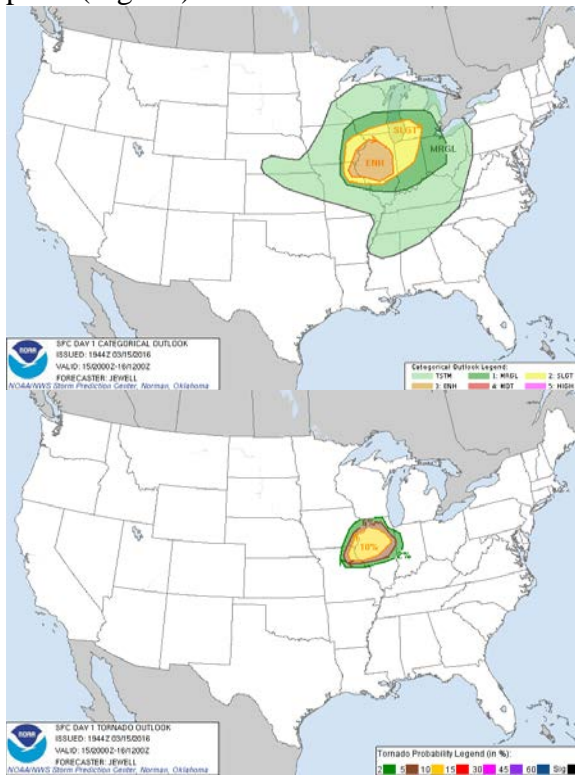 SLGT
MRGL
ENH
SPC DAY 1 CATEGORICAL OUTLOOK
ISSUED: 1944Z 03/15/2016
VALID: 15/2000Z-16/1200Z
FORECASTER: JEWELL
NOAA/NWS Storm Prediction Center, Norman, Oklahoma
Categorical Outlook Legend:
TSTM 1: MRGL 2: SLGT
3: ENH 4: MDT 5: HIGH
10%
2%
SPC DAY 1 TORNADO OUTLOOK
ISSUED: 1944Z 03/15/2016
VALID: 15/2000Z-16/1200Z
FORECASTER: JEWELL
NOAA/NWS Storm Prediction Center, Norman, Oklahoma
Tornado Probability Legend (in %):
2 5 10 15 30 45 60 Sig